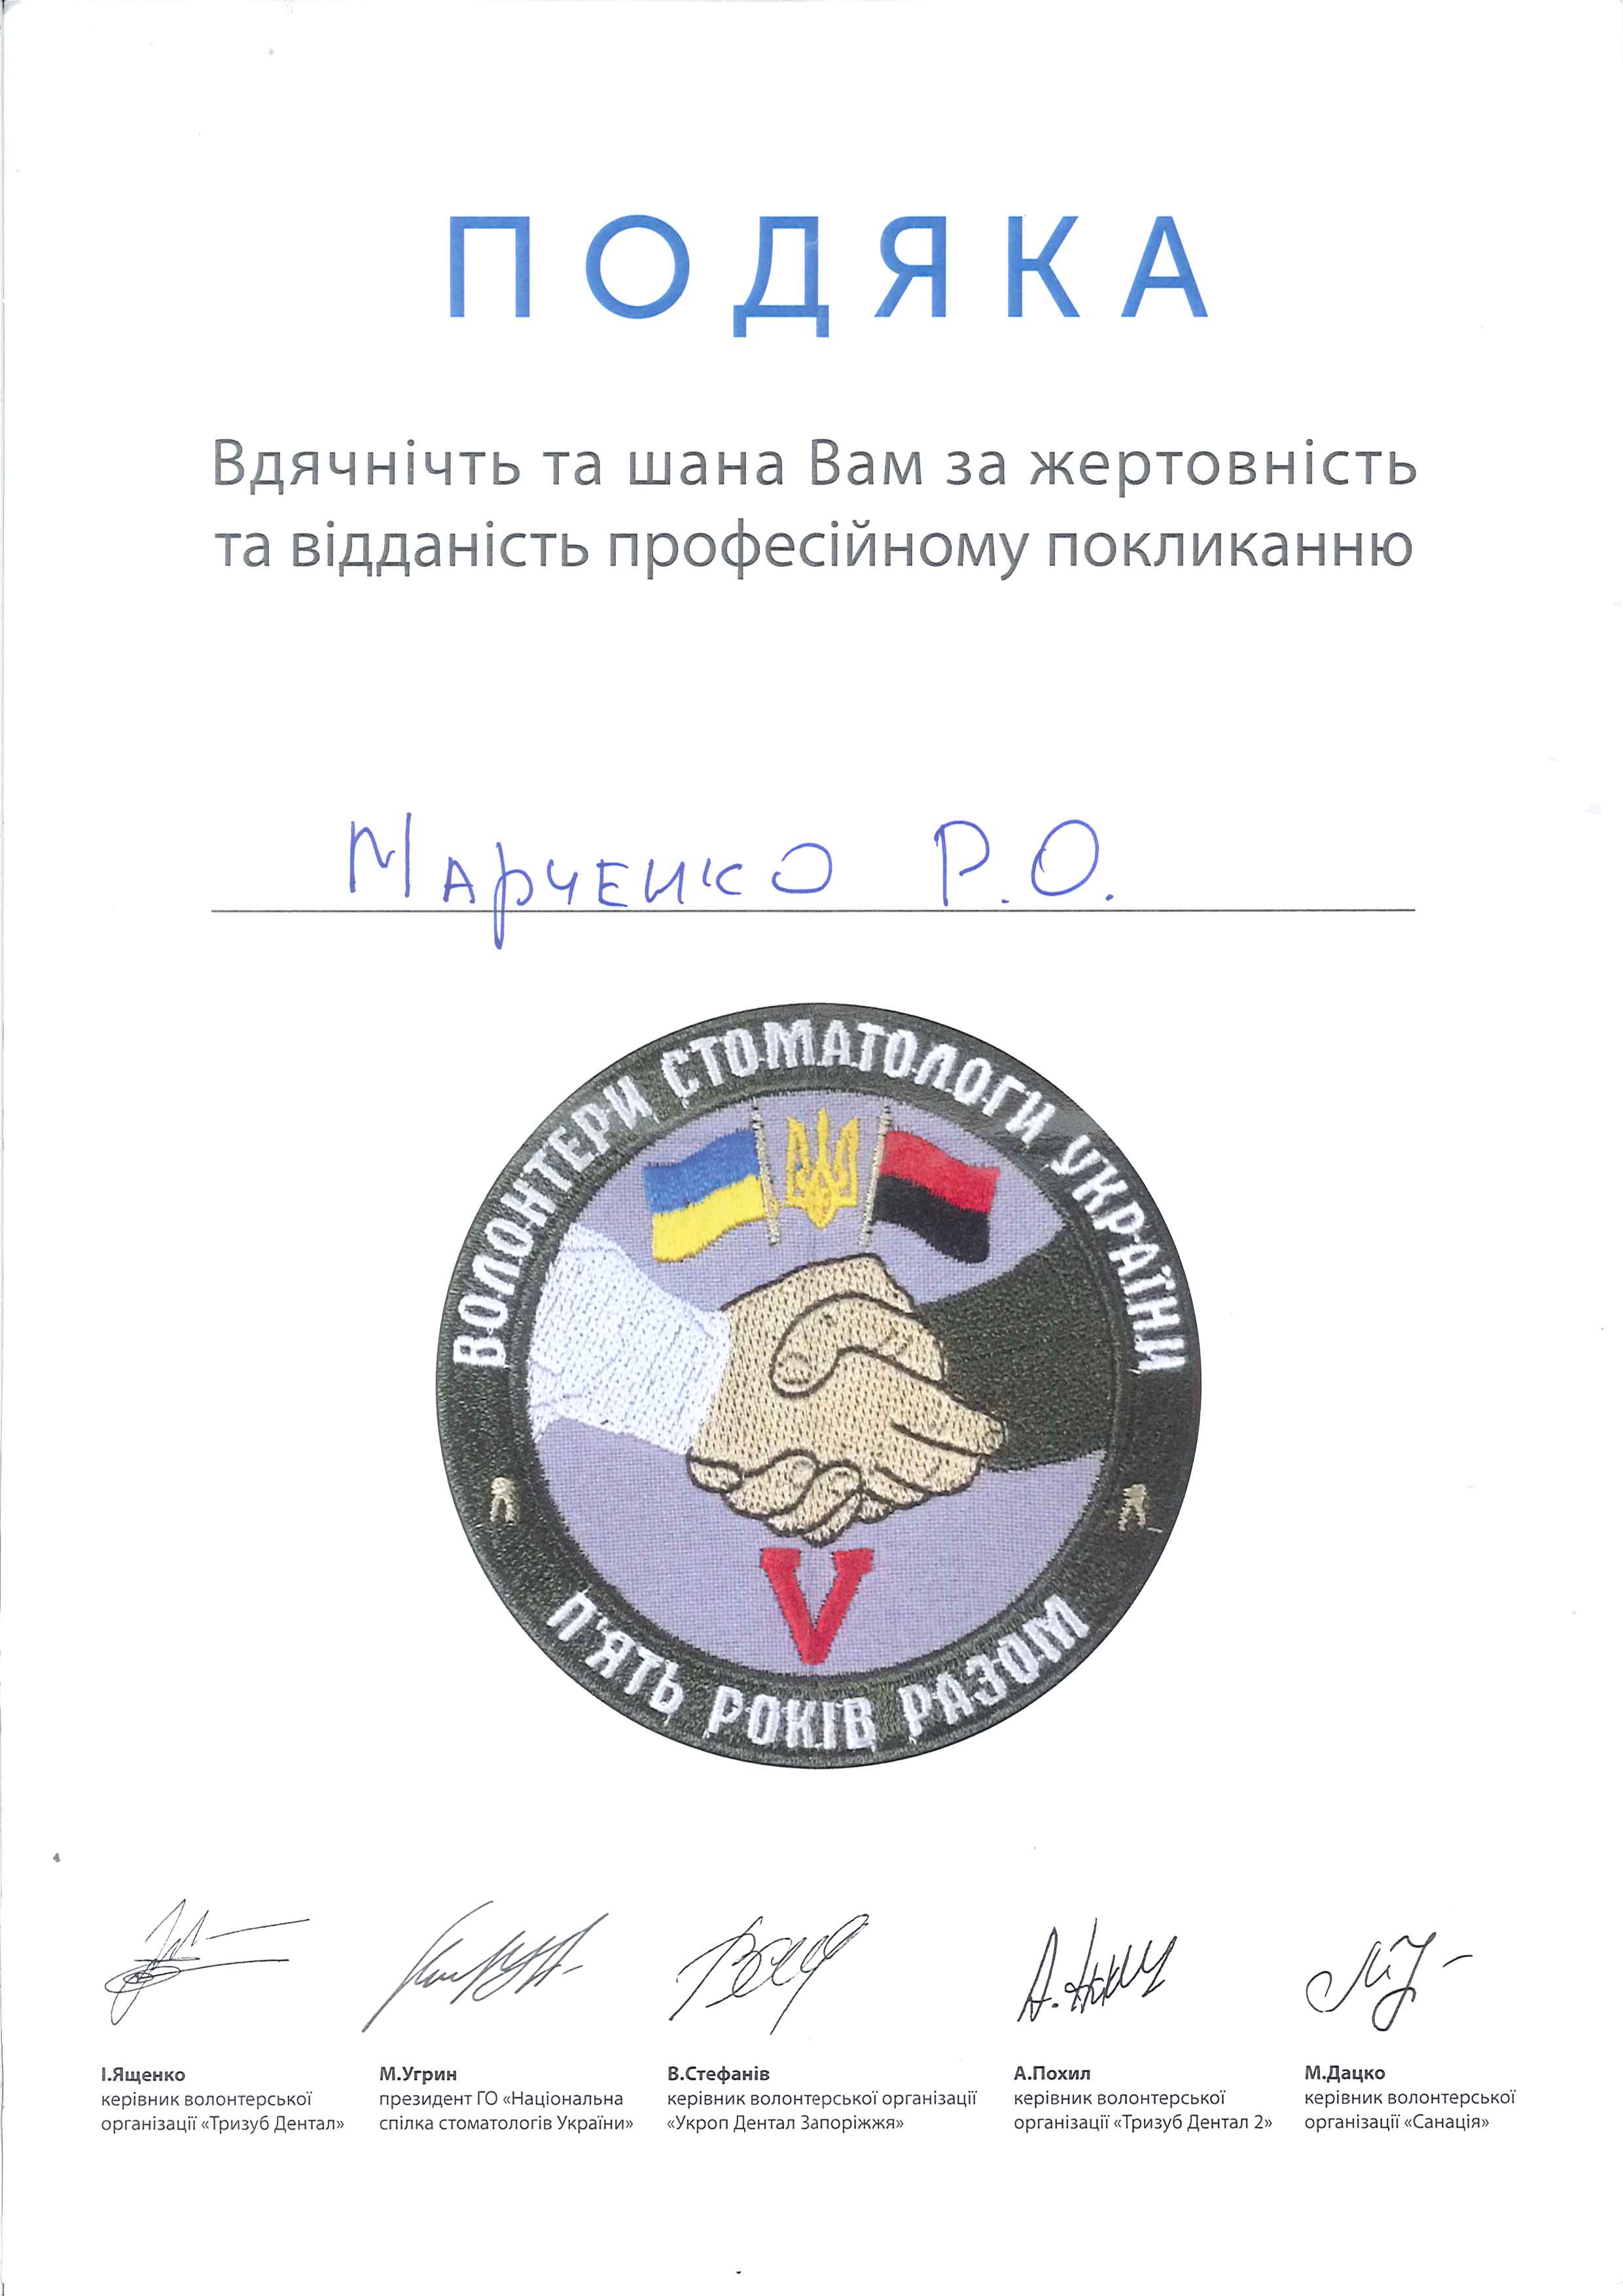 ПОДЯКА
Вдячнічть та шана Вам за жертовність
та відданість професійному покликанню
Марченко Р.О.
ВОЛОНТЕРИ СТОМАТОЛОГИ УКРАЇНИ
V
П'ЯТЬ РОКІВ РАЗОМ
І.Ященко
керівник волонтерської
організації «Тризуб Дентал»
М.Угрин
президент ГО «Національна
спілка стоматологів України»
В.Стефанів
керівник волонтерської організації
«Укроп Дентал Запоріжжя»
А.Похил
керівник волонтерської
організації «Тризуб Дентал 2»
М.Дацко
керівник волонтерської
організації «Санація»